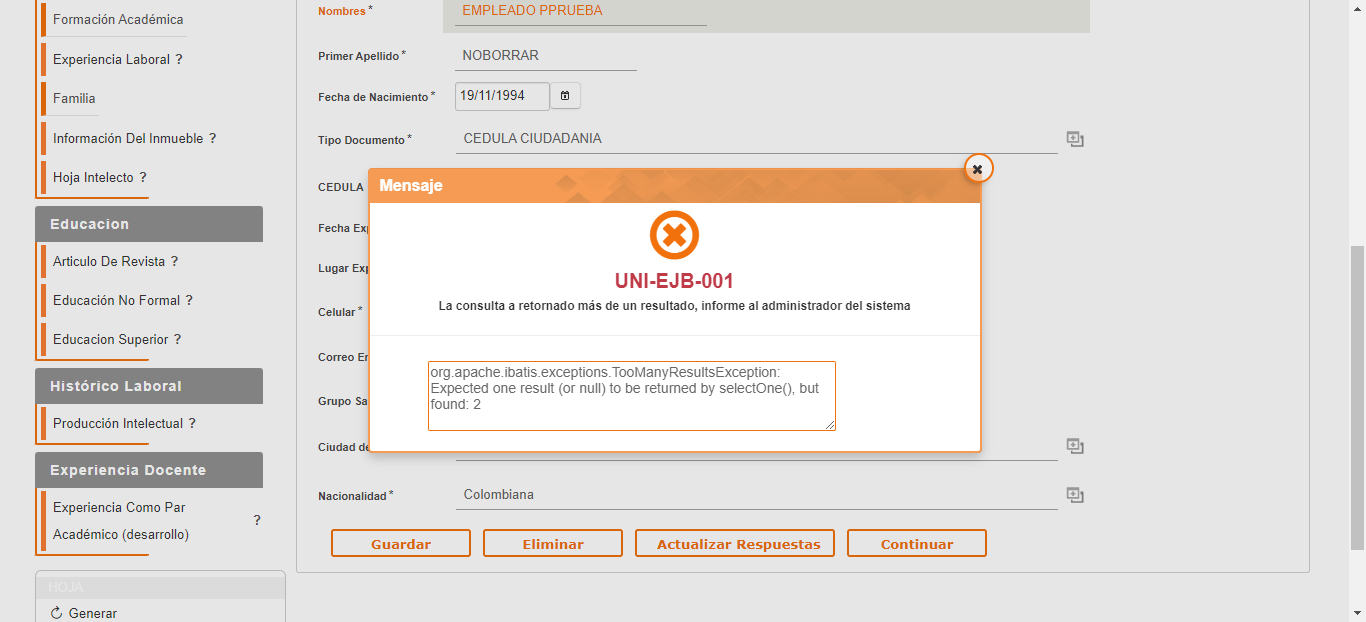 Formación Académica
Experiencia Laboral ?
Familia
Información Del Inmueble ?
Hoja Intelecto ?
Educacion
Articulo De Revista ?
Educación No Formal ?
Educacion Superior ?
Histórico Laboral
Producción Intelectual ?
Experiencia Docente
Experiencia Como Par
Académico (desarrollo) ?
HOJA
Generar
Nombres * EMPLEADO PPRUEBA
Primer Apellido * NOBORRAR
Fecha de Nacimiento * 19/11/1994
Tipo Documento * CEDULA CIUDADANIA
CEDULA
Fecha Exp
Lugar Exp
Celular *
Correo En
Grupo Sa
Ciudad de
Nacionalidad * Colombiana
Guardar Eliminar Actualizar Respuestas Continuar
Mensaje
UNI-EJB-001
La consulta a retornado más de un resultado, informe al administrador del sistema
org.apache.ibatis.exceptions.TooManyResultsException:
Expected one result (or null) to be returned by selectOne(), but
found: 2